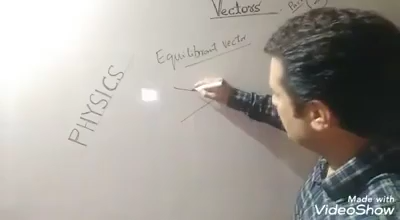 Vectors
Equilibrant vector
PHYSICS
Made with
VideoShow